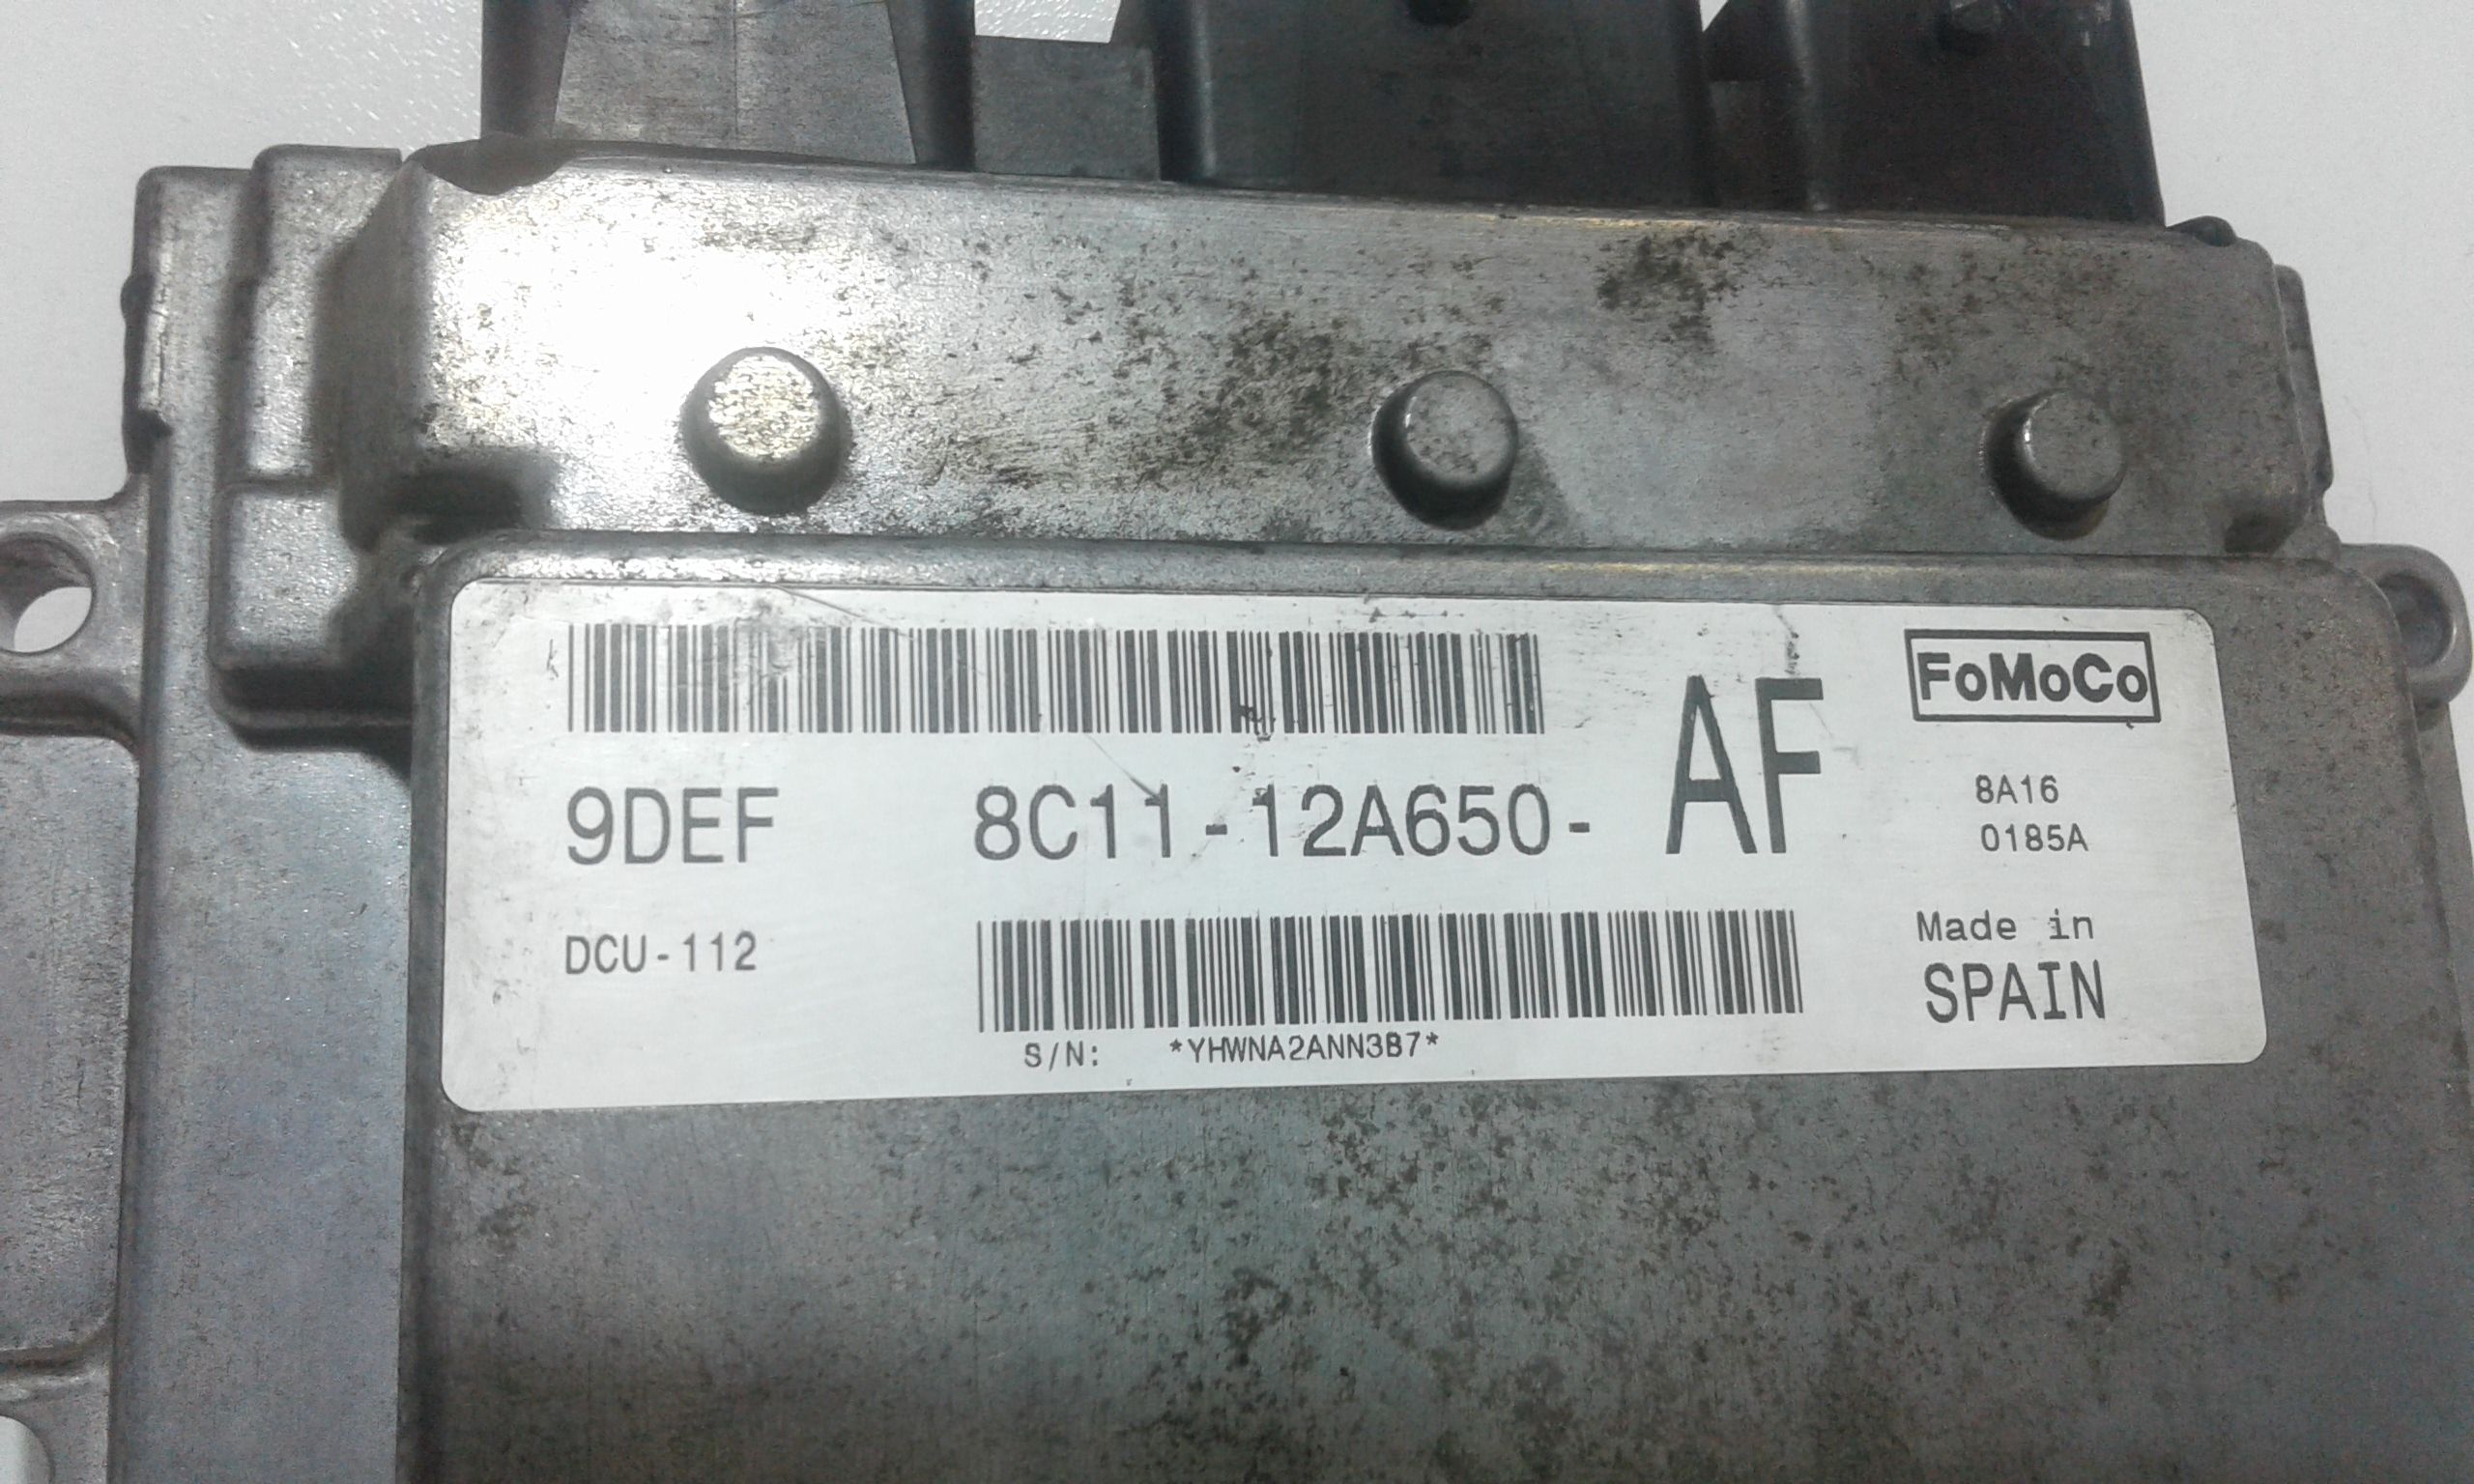 FoMoCo
9DEF 8C11-12A650- AF
8A16
0185A
DCU-112
Made in
SPAIN
S/N: *YHWNA2ANN3B7*